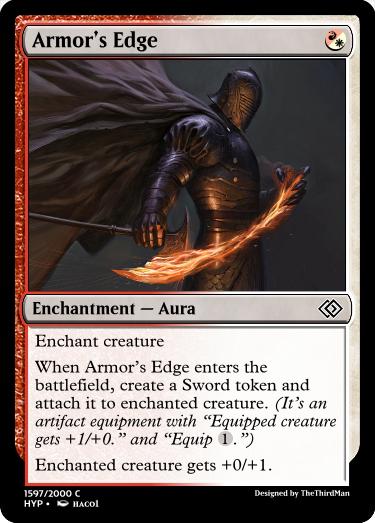 Armor's Edge
Enchantment — Aura
Enchant creature
When Armor's Edge enters the
battlefield, create a Sword token and
attach it to enchanted creature. (It's an
artifact equipment with “Equipped creature
gets +1/+0.” and “Equip 1.”)
Enchanted creature gets +0/+1.
1597/2000 C
HYP • HACO1
Designed by TheThirdMan